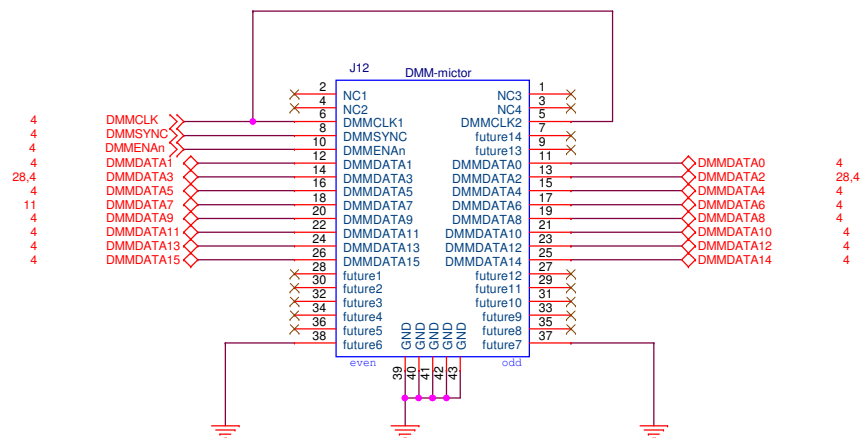 J12 DMM-mictor
2 NC1 NC3 1
4 NC2 NC4 3
4 DMMCLK 6 DMMCLK1 DMMCLK2 5
4 DMMSYNC 8 DMMSYNC future14 7
4 DMMENAn 10 DMMENAn future13 9
4 DMMDATA1 12 DMMDATA1 DMMDATA0 11 DMMDATA0 4
28,4 DMMDATA3 14 DMMDATA3 DMMDATA2 13 DMMDATA2 28,4
4 DMMDATA5 16 DMMDATA5 DMMDATA4 15 DMMDATA4 4
11 DMMDATA7 18 DMMDATA7 DMMDATA6 17 DMMDATA6 4
4 DMMDATA9 20 DMMDATA9 DMMDATA8 19 DMMDATA8 4
4 DMMDATA11 22 DMMDATA11 DMMDATA10 21 DMMDATA10 4
4 DMMDATA13 24 DMMDATA13 DMMDATA12 23 DMMDATA12 4
4 DMMDATA15 26 DMMDATA15 DMMDATA14 25 DMMDATA14 4
28 future1 future12 27
30 future2 future11 29
32 future3 future10 31
34 future4 future9 33
36 future5 future8 35
38 future6 future7 37
GND GND GND GND GND
even odd
39 40 41 42 43